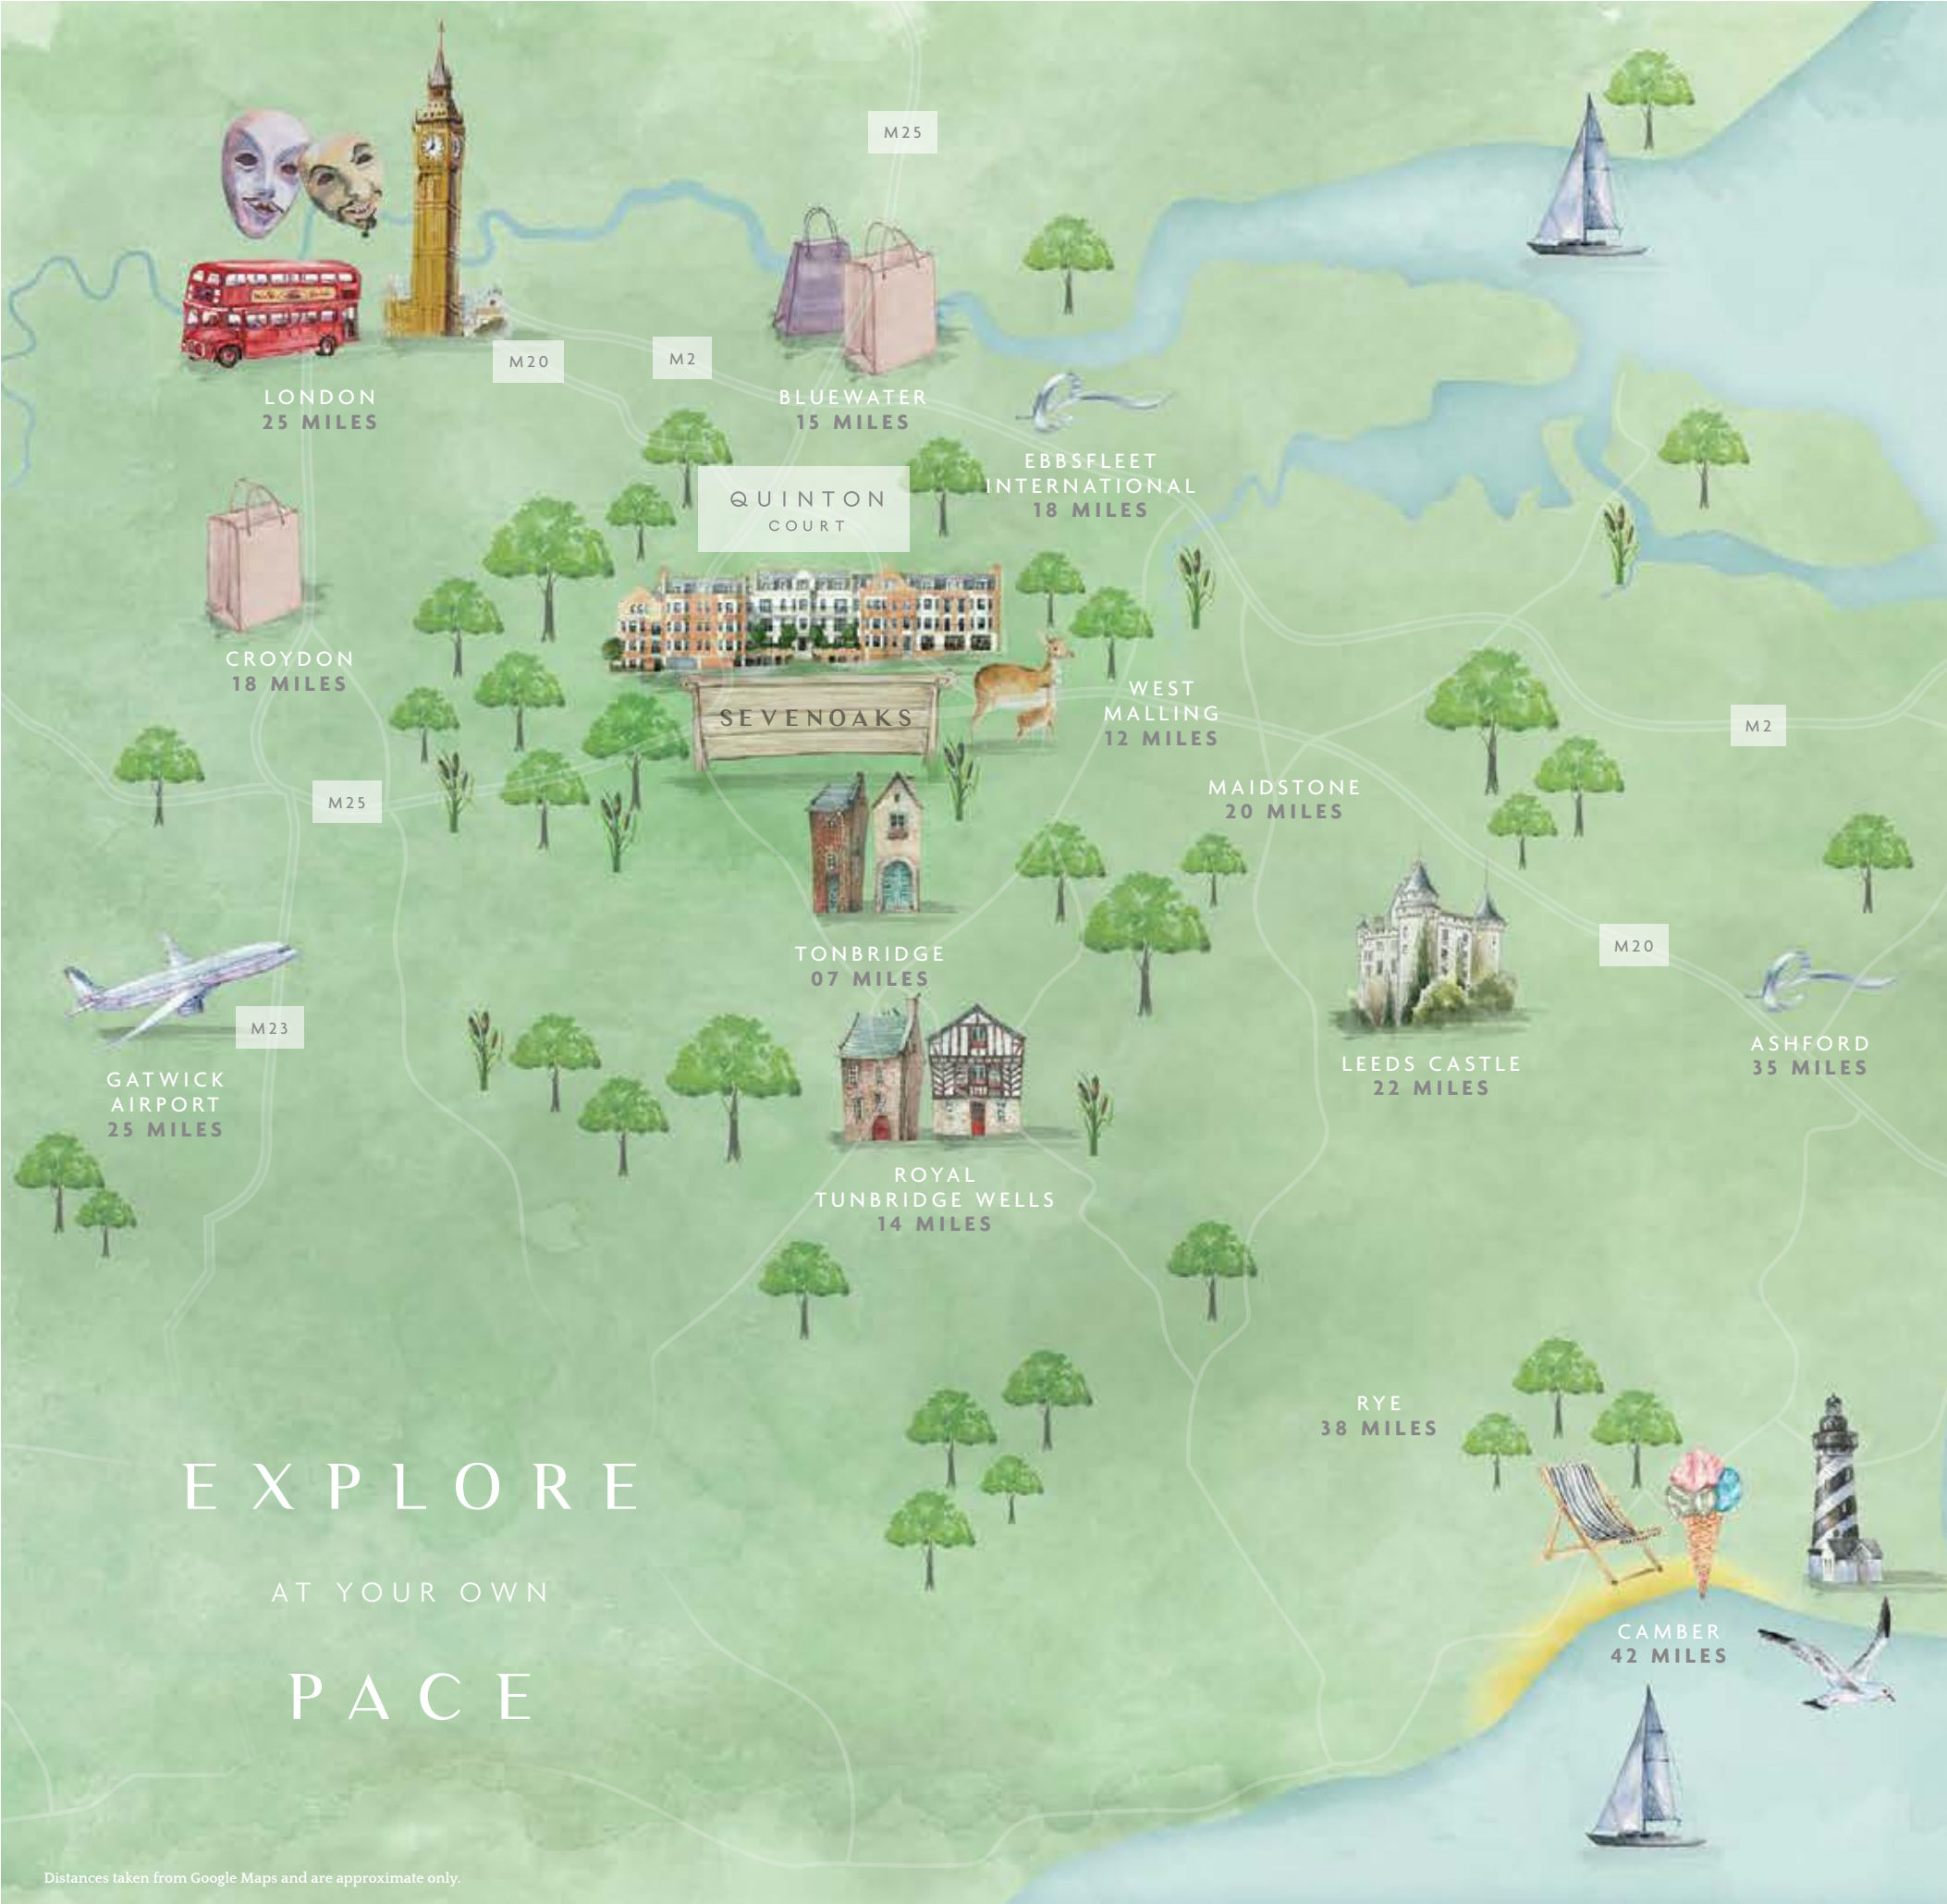 M25
M20
M2
LONDON
25 MILES
BLUEWATER
15 MILES
EBBSFLEET
INTERNATIONAL
18 MILES
QUINTON
COURT
CROYDON
18 MILES
SEVENOAKS
WEST
MALLING
12 MILES
M2
MAIDSTONE
20 MILES
M25
TONBRIDGE
07 MILES
M20
M23
GATWICK
AIRPORT
25 MILES
LEEDS CASTLE
22 MILES
ASHFORD
35 MILES
ROYAL
TUNBRIDGE WELLS
14 MILES
RYE
38 MILES
EXPLORE
AT YOUR OWN
PACE
CAMBER
42 MILES
Distances taken from Google Maps and are approximate only.